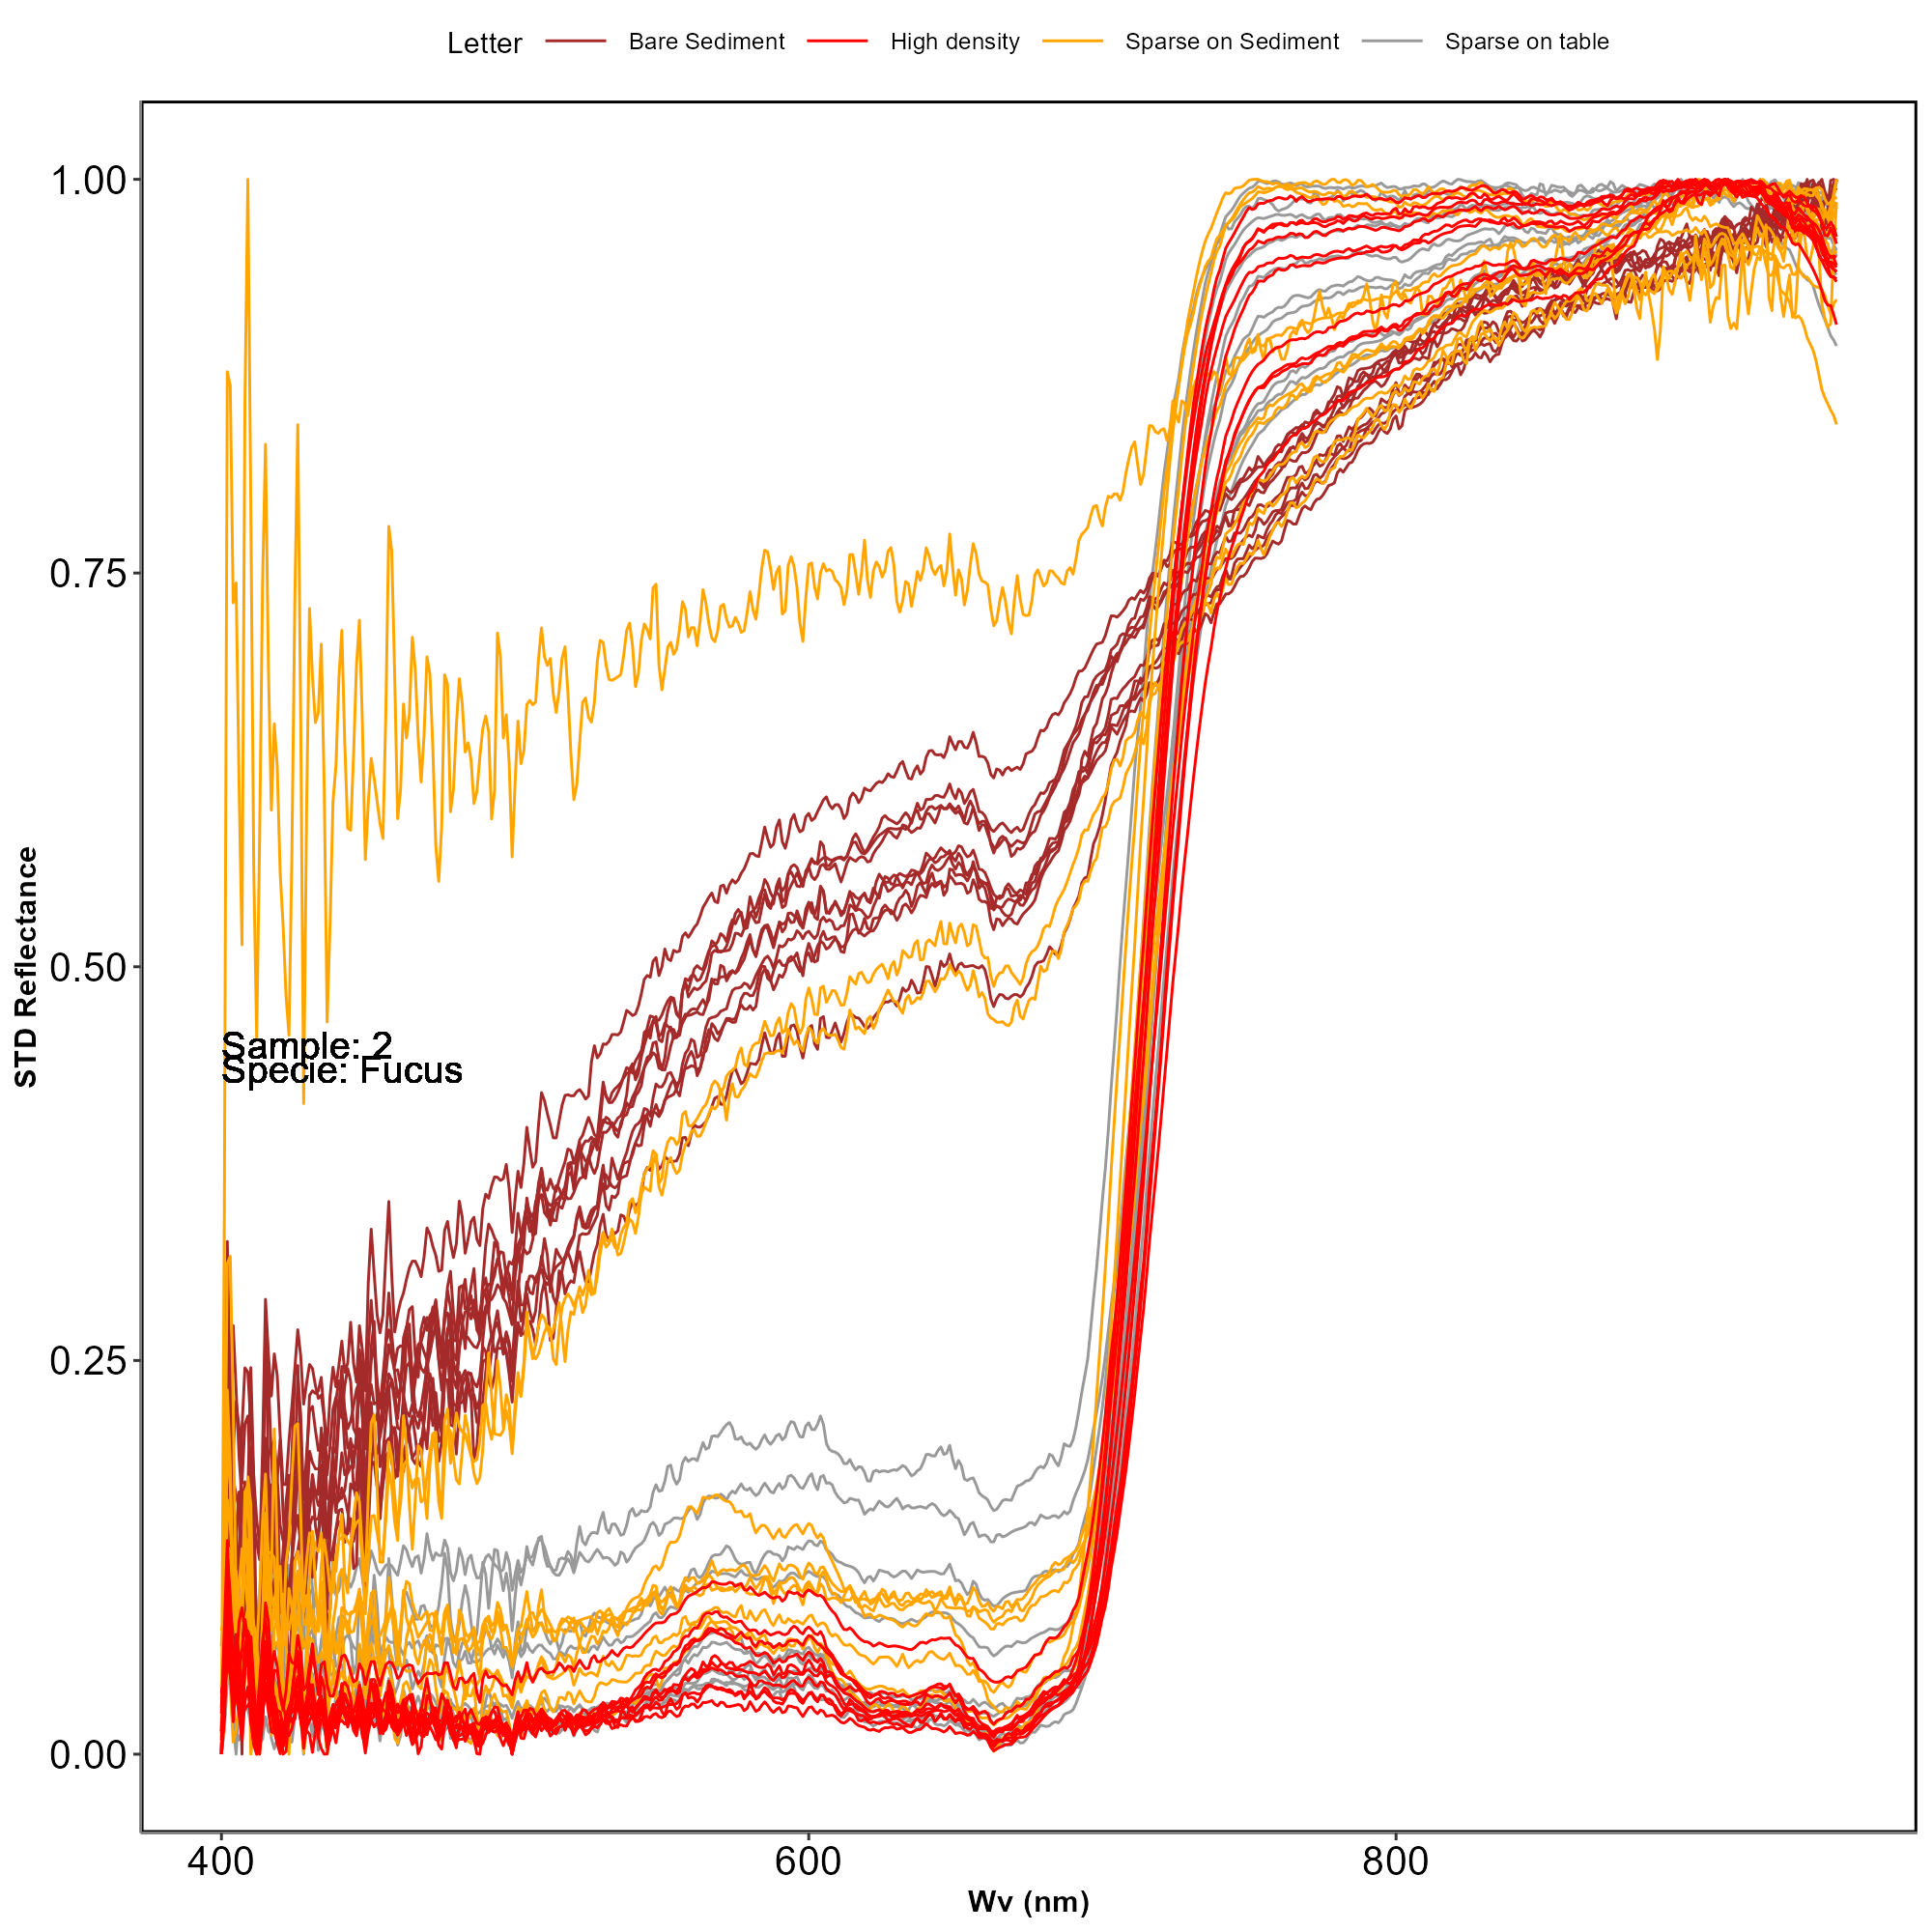 Letter Bare Sediment High density Sparse on Sediment Sparse on table
1.00
0.75
0.50
0.25
0.00
STD Reflectance
Sample: 2
Specie: Fucus
400 600 800
Wv (nm)